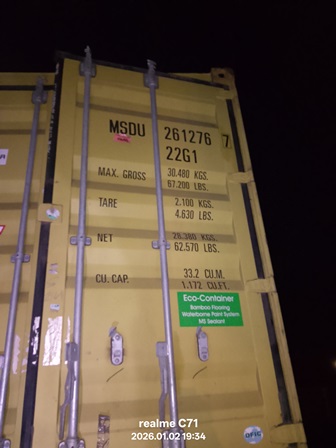 MSDU 261276 7
22G1
MAX. GROSS 30.480 KGS.
67.200 LBS.
TARE 2.100 KGS.
4.630 LBS.
NET 28.380 KGS.
62.570 LBS.
CU. CAP. 33.2 CU.M.
1.172 CU.FT.
Eco-Container
Bamboo Flooring
Waterborne Paint System
MS Sealant
realme C71
2026.01.02 19:34